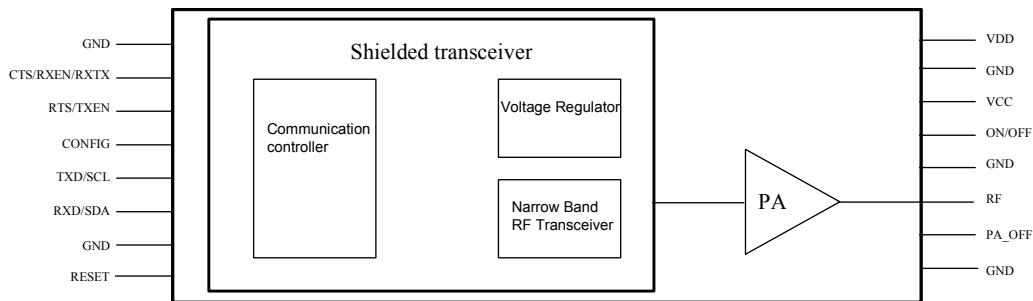 GND
CTS/RXEN/RXTX
RTS/TXEN
CONFIG
TXD/SCL
RXD/SDA
GND
RESET
Shielded transceiver
Communication
controller
Voltage Regulator
Narrow Band
RF Transceiver
PA
VDD
GND
VCC
ON/OFF
GND
RF
PA_OFF
GND